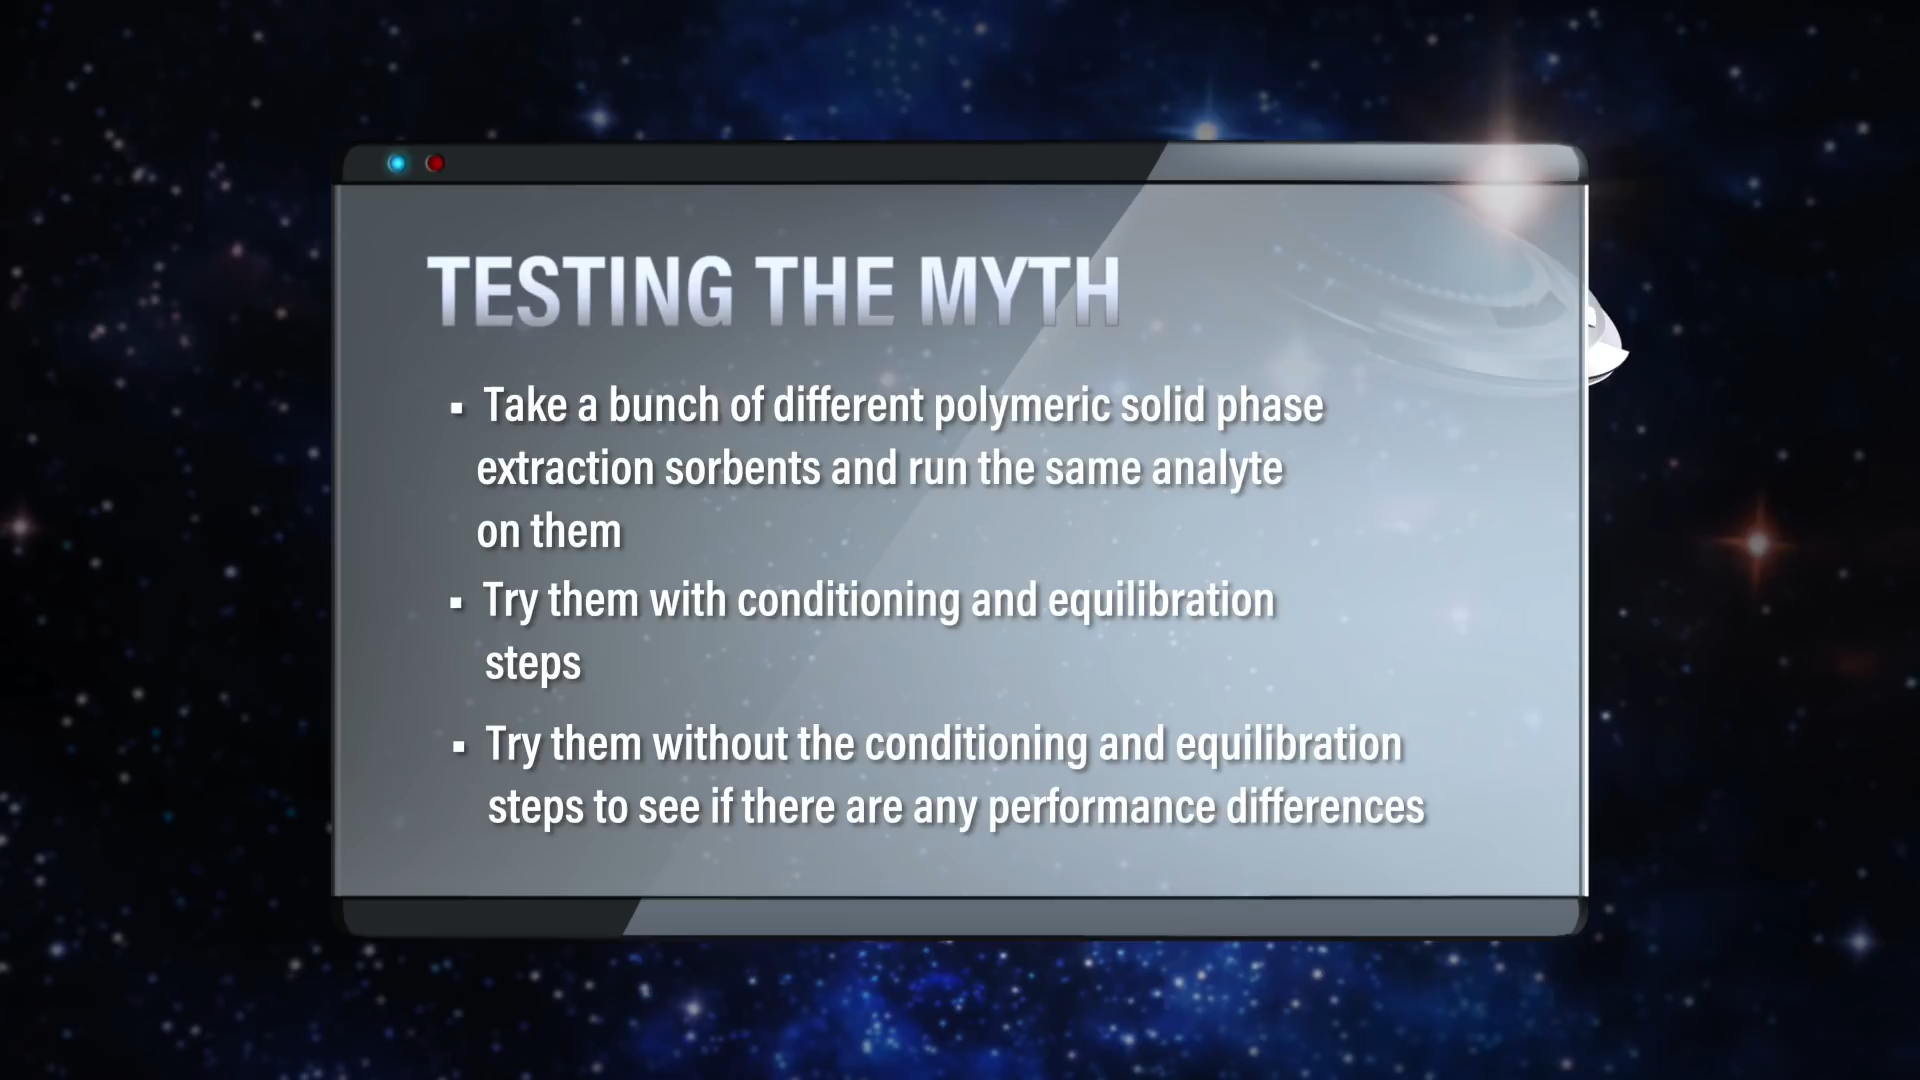 TESTING THE MYTH
▪ Take a bunch of different polymeric solid phase
extraction sorbents and run the same analyte
on them
▪ Try them with conditioning and equilibration
steps
▪ Try them without the conditioning and equilibration
steps to see if there are any performance differences